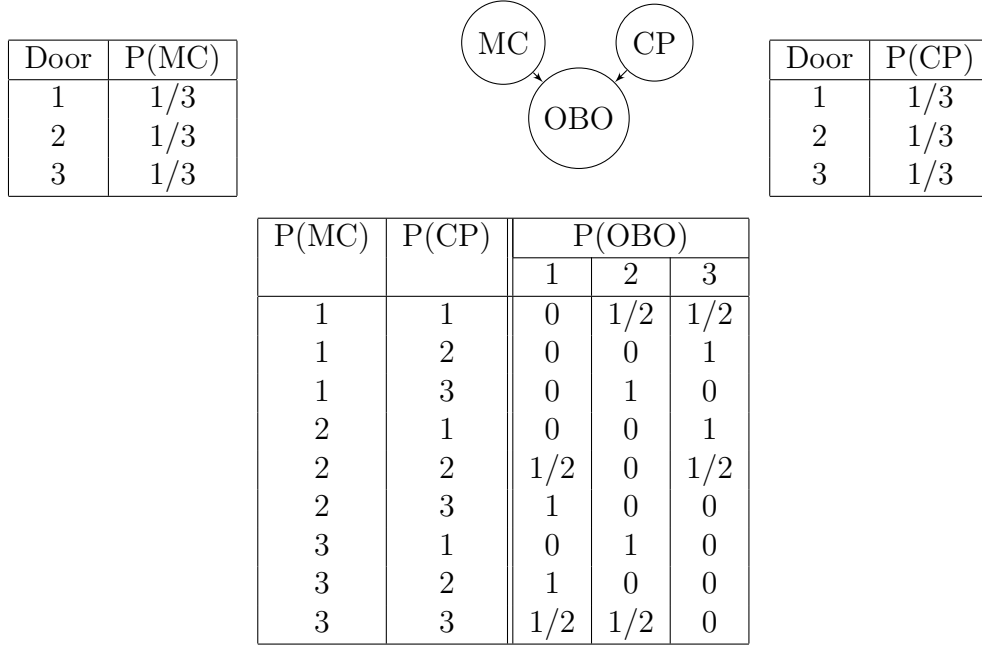 MC CP
OBO
Door P(MC)
1 1/3
2 1/3
3 1/3
Door P(CP)
1 1/3
2 1/3
3 1/3
P(MC) P(CP) P(OBO)
1 2 3
1 1 0 1/2 1/2
1 2 0 0 1
1 3 0 1 0
2 1 0 0 1
2 2 1/2 0 1/2
2 3 1 0 0
3 1 0 1 0
3 2 1 0 0
3 3 1/2 1/2 0